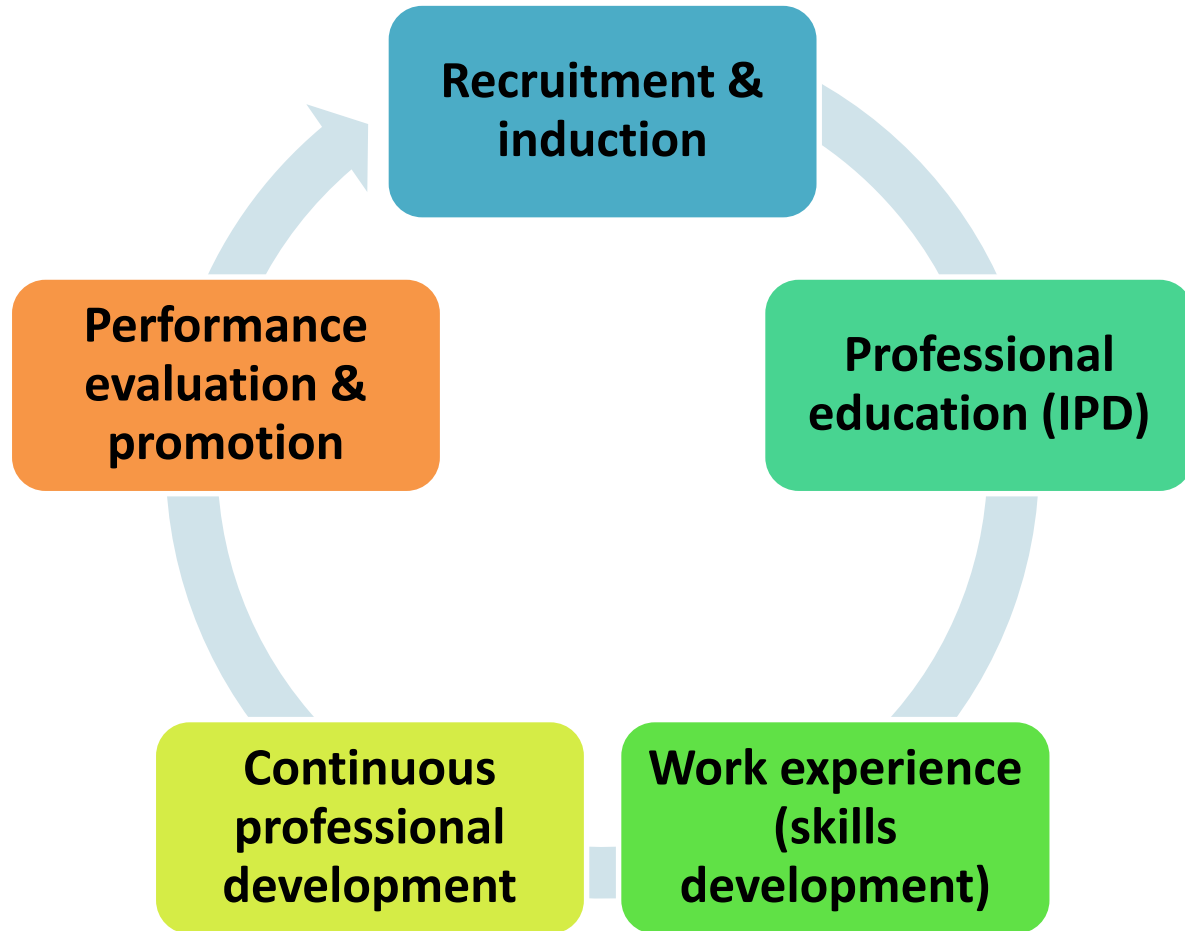 Recruitment &
induction
Professional
education (IPD)
Work experience
(skills
development)
Continuous
professional
development
Performance
evaluation &
promotion